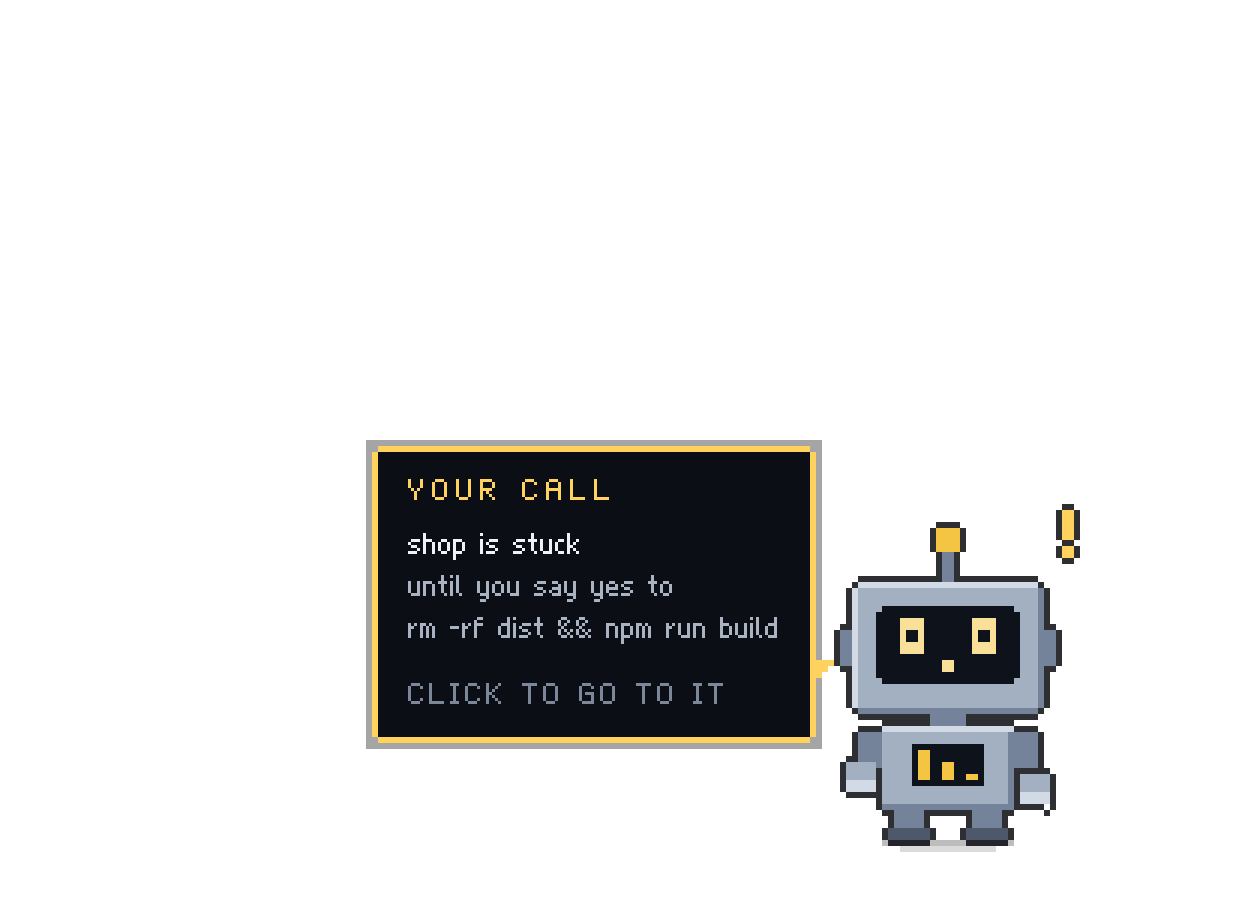 YOUR CALL
shop is stuck
until you say yes to
rm -rf dist && npm run build
CLICK TO GO TO IT
!